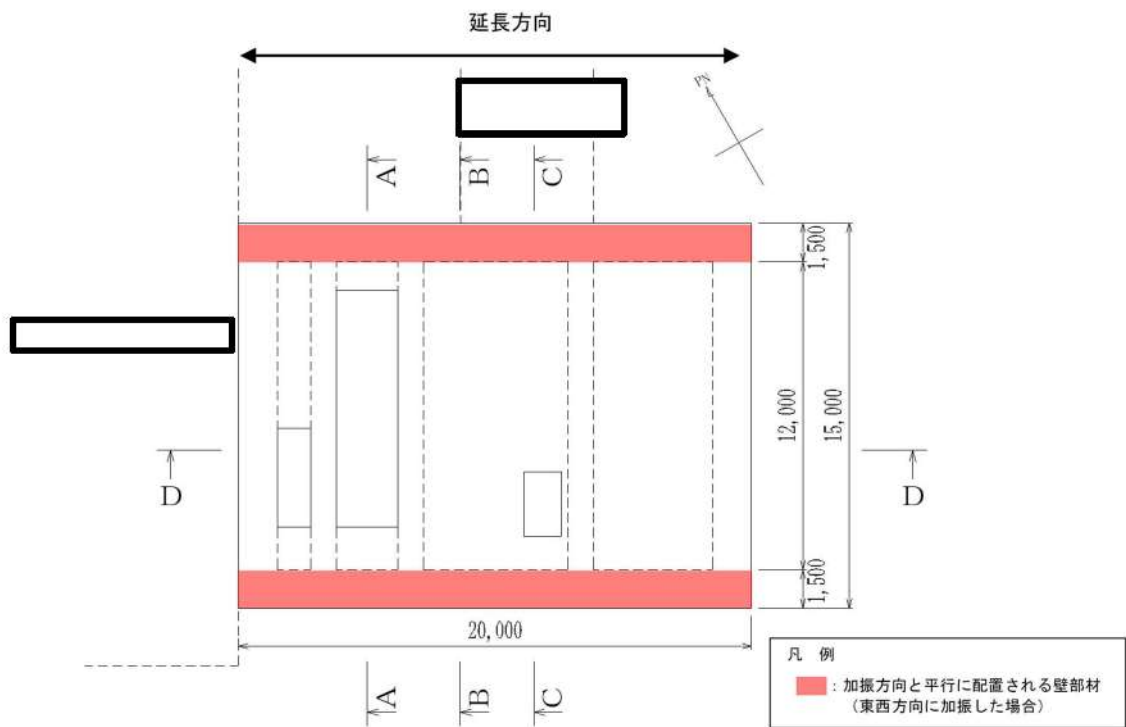 延長方向
PN
A
B
C
1,500
12,000
15,000
1,500
D
D
20,000
A
B
C
凡 例
:加振方向と平行に配置される壁部材
(東西方向に加振した場合)